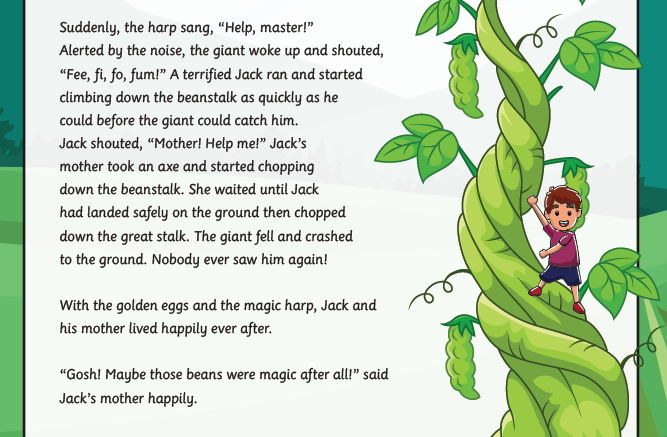 Suddenly, the harp sang, “Help, master!”
Alerted by the noise, the giant woke up and shouted,
“Fee, fi, fo, fum!” A terrified Jack ran and started
climbing down the beanstalk as quickly as he
could before the giant could catch him.
Jack shouted, “Mother! Help me!” Jack’s
mother took an axe and started chopping
down the beanstalk. She waited until Jack
had landed safely on the ground then chopped
down the great stalk. The giant fell and crashed
to the ground. Nobody ever saw him again!
With the golden eggs and the magic harp, Jack and
his mother lived happily ever after.
“Gosh! Maybe those beans were magic after all!” said
Jack’s mother happily.